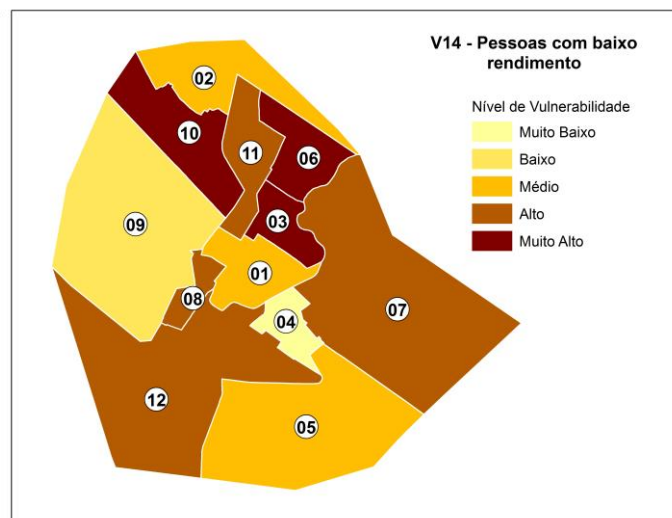 V14 - Pessoas com baixo
rendimento
Nível de Vulnerabilidade
Muito Baixo
Baixo
Médio
Alto
Muito Alto
02
10
11
06
03
09
01
08
04
07
12
05